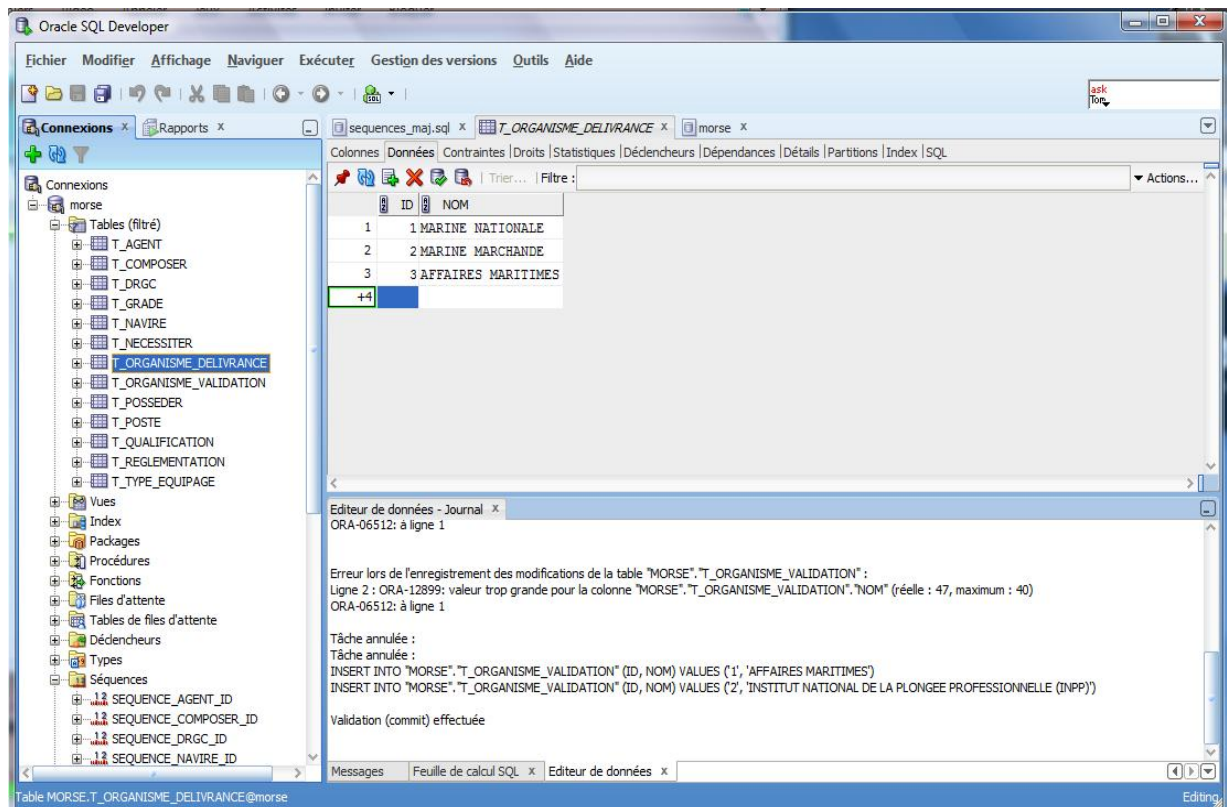 Oracle SQL Developer
Fichier Modifier Affichage Naviguer Exécuter Gestion des versions Outils Aide
SQL
ask
Tom
Connexions x Rapports x
sequences_maj.sql x T_ORGANISME_DELIVRANCE x morse x
Colonnes Données Contraintes |Droits |Statistiques |Déclencheurs |Dépendances |Détails |Partitions |Index |SQL
Trier... |Filtre :
Actions...
ID NOM
1 1 MARINE NATIONALE
2 2 MARINE MARCHANDE
3 3 AFFAIRES MARITIMES
+4
Connexions
morse
Tables (filtré)
T_AGENT
T_COMPOSER
T_DRGC
T_GRADE
T_NAVIRE
T_NECESSITER
T_ORGANISME_DELIVRANCE
T_ORGANISME_VALIDATION
T_POSSEDER
T_POSTE
T_QUALIFICATION
T_REGLEMENTATION
T_TYPE_EQUIPAGE
Vues
Index
Packages
Procédures
Fonctions
Files d'attente
Tables de files d'attente
Déclencheurs
Types
Séquences
SEQUENCE_AGENT_ID
SEQUENCE_COMPOSER_ID
SEQUENCE_DRGC_ID
SEQUENCE_NAVIRE_ID
Editeur de données - Journal x
ORA-06512: à ligne 1
Erreur lors de l'enregistrement des modifications de la table "MORSE"."T_ORGANISME_VALIDATION" :
Ligne 2 : ORA-12899: valeur trop grande pour la colonne "MORSE"."T_ORGANISME_VALIDATION"."NOM" (réelle : 47, maximum : 40)
ORA-06512: à ligne 1
Tâche annulée :
Tâche annulée :
INSERT INTO "MORSE"."T_ORGANISME_VALIDATION" (ID, NOM) VALUES ('1', 'AFFAIRES MARITIMES')
INSERT INTO "MORSE"."T_ORGANISME_VALIDATION" (ID, NOM) VALUES ('2', 'INSTITUT NATIONAL DE LA PLONGEE PROFESSIONNELLE (INPP)')
Validation (commit) effectuée
Messages Feuille de calcul SQL x Editeur de données x
Table MORSE.T_ORGANISME_DELIVRANCE@morse
Editing